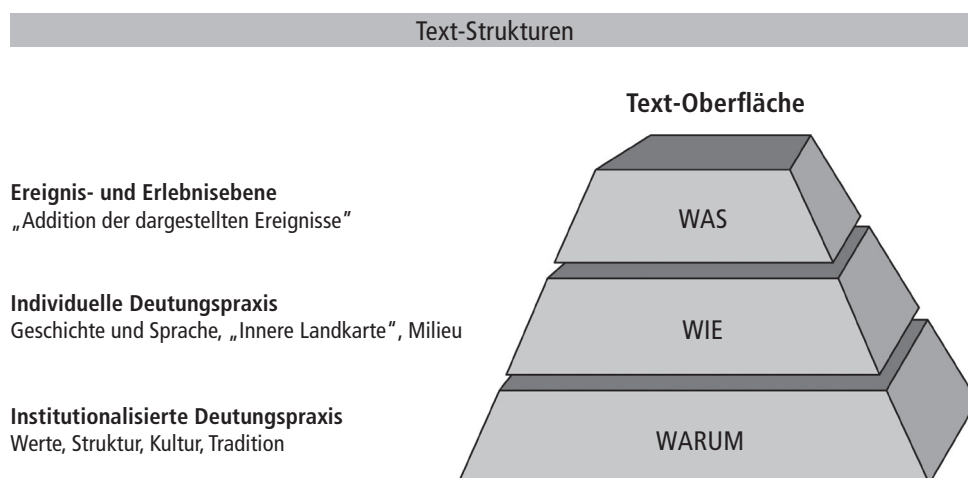 Text-Strukturen
Text-Oberfläche
Ereignis- und Erlebnisebene
„Addition der dargestellten Ereignisse"
WAS
Individuelle Deutungspraxis
Geschichte und Sprache, „Innere Landkarte“, Milieu
WIE
Institutionalisierte Deutungspraxis
Werte, Struktur, Kultur, Tradition
WARUM